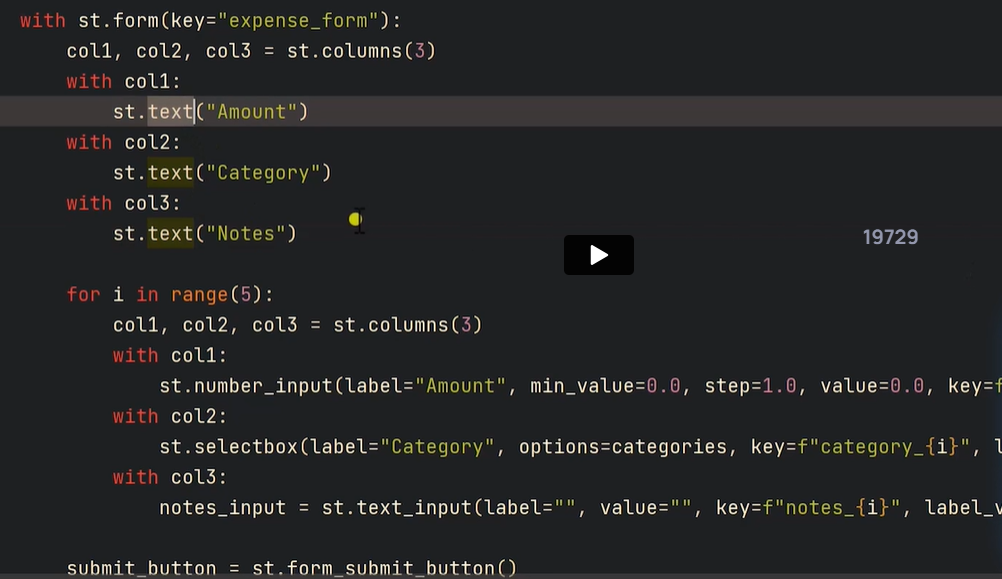 with st.form(key="expense_form"):
    col1, col2, col3 = st.columns(3)
    with col1:
        st.text("Amount")
    with col2:
        st.text("Category")
    with col3:
        st.text("Notes")
19729
    for i in range(5):
        col1, col2, col3 = st.columns(3)
        with col1:
            st.number_input(label="Amount", min_value=0.0, step=1.0, value=0.0, key=f
        with col2:
            st.selectbox(label="Category", options=categories, key=f"category_{i}", l
        with col3:
            notes_input = st.text_input(label="", value="", key=f"notes_{i}", label_v
    submit_button = st.form_submit_button()